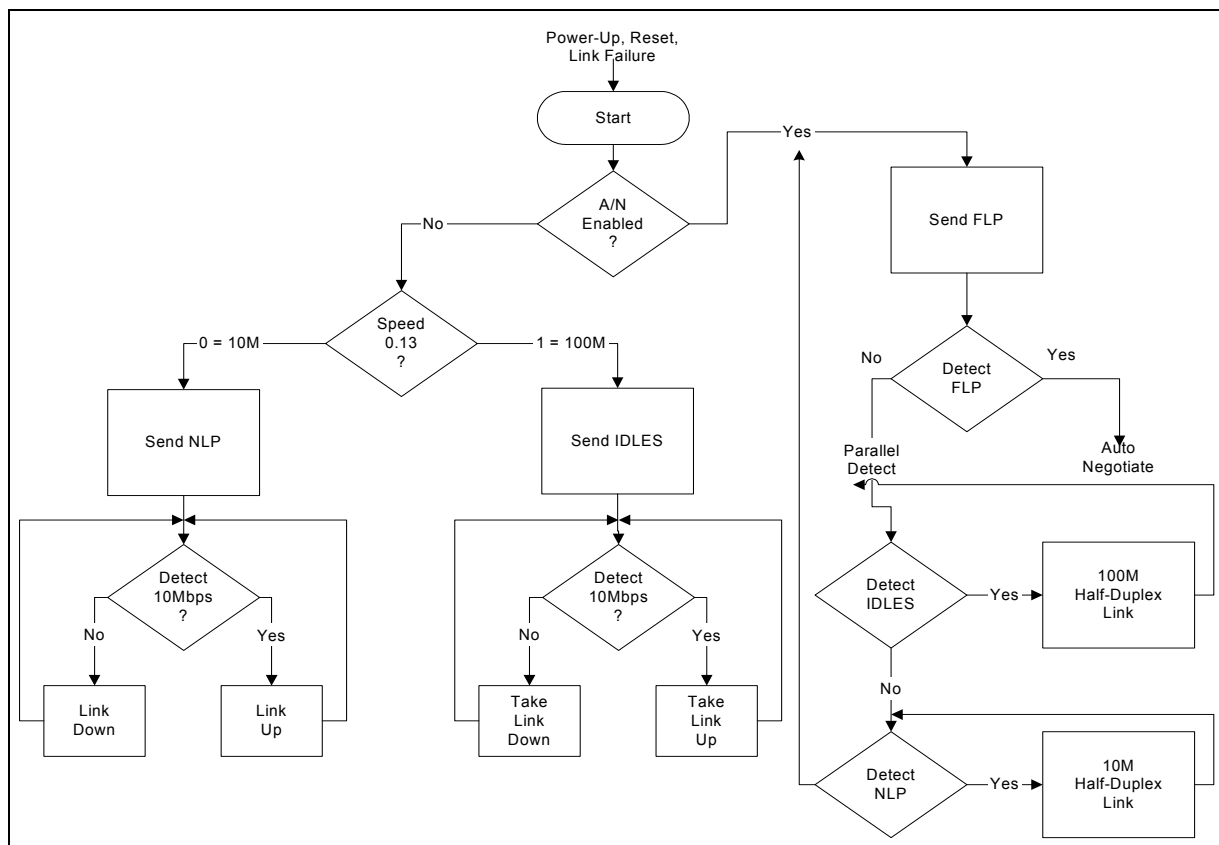 Power-Up, Reset,
Link Failure
Start
Yes
A/N
Enabled
?
No
Send FLP
Speed
0.13
?
0 = 10M
1 = 100M
No
Yes
Detect
FLP
Send NLP
Send IDLES
Parallel
Detect
Auto
Negotiate
Detect
10Mbps
?
No
Yes
Detect
10Mbps
?
No
Yes
Detect
IDLES
Yes
100M
Half-Duplex
Link
No
Link
Down
Link
Up
Take
Link
Down
Take
Link
Up
Detect
NLP
Yes
10M
Half-Duplex
Link